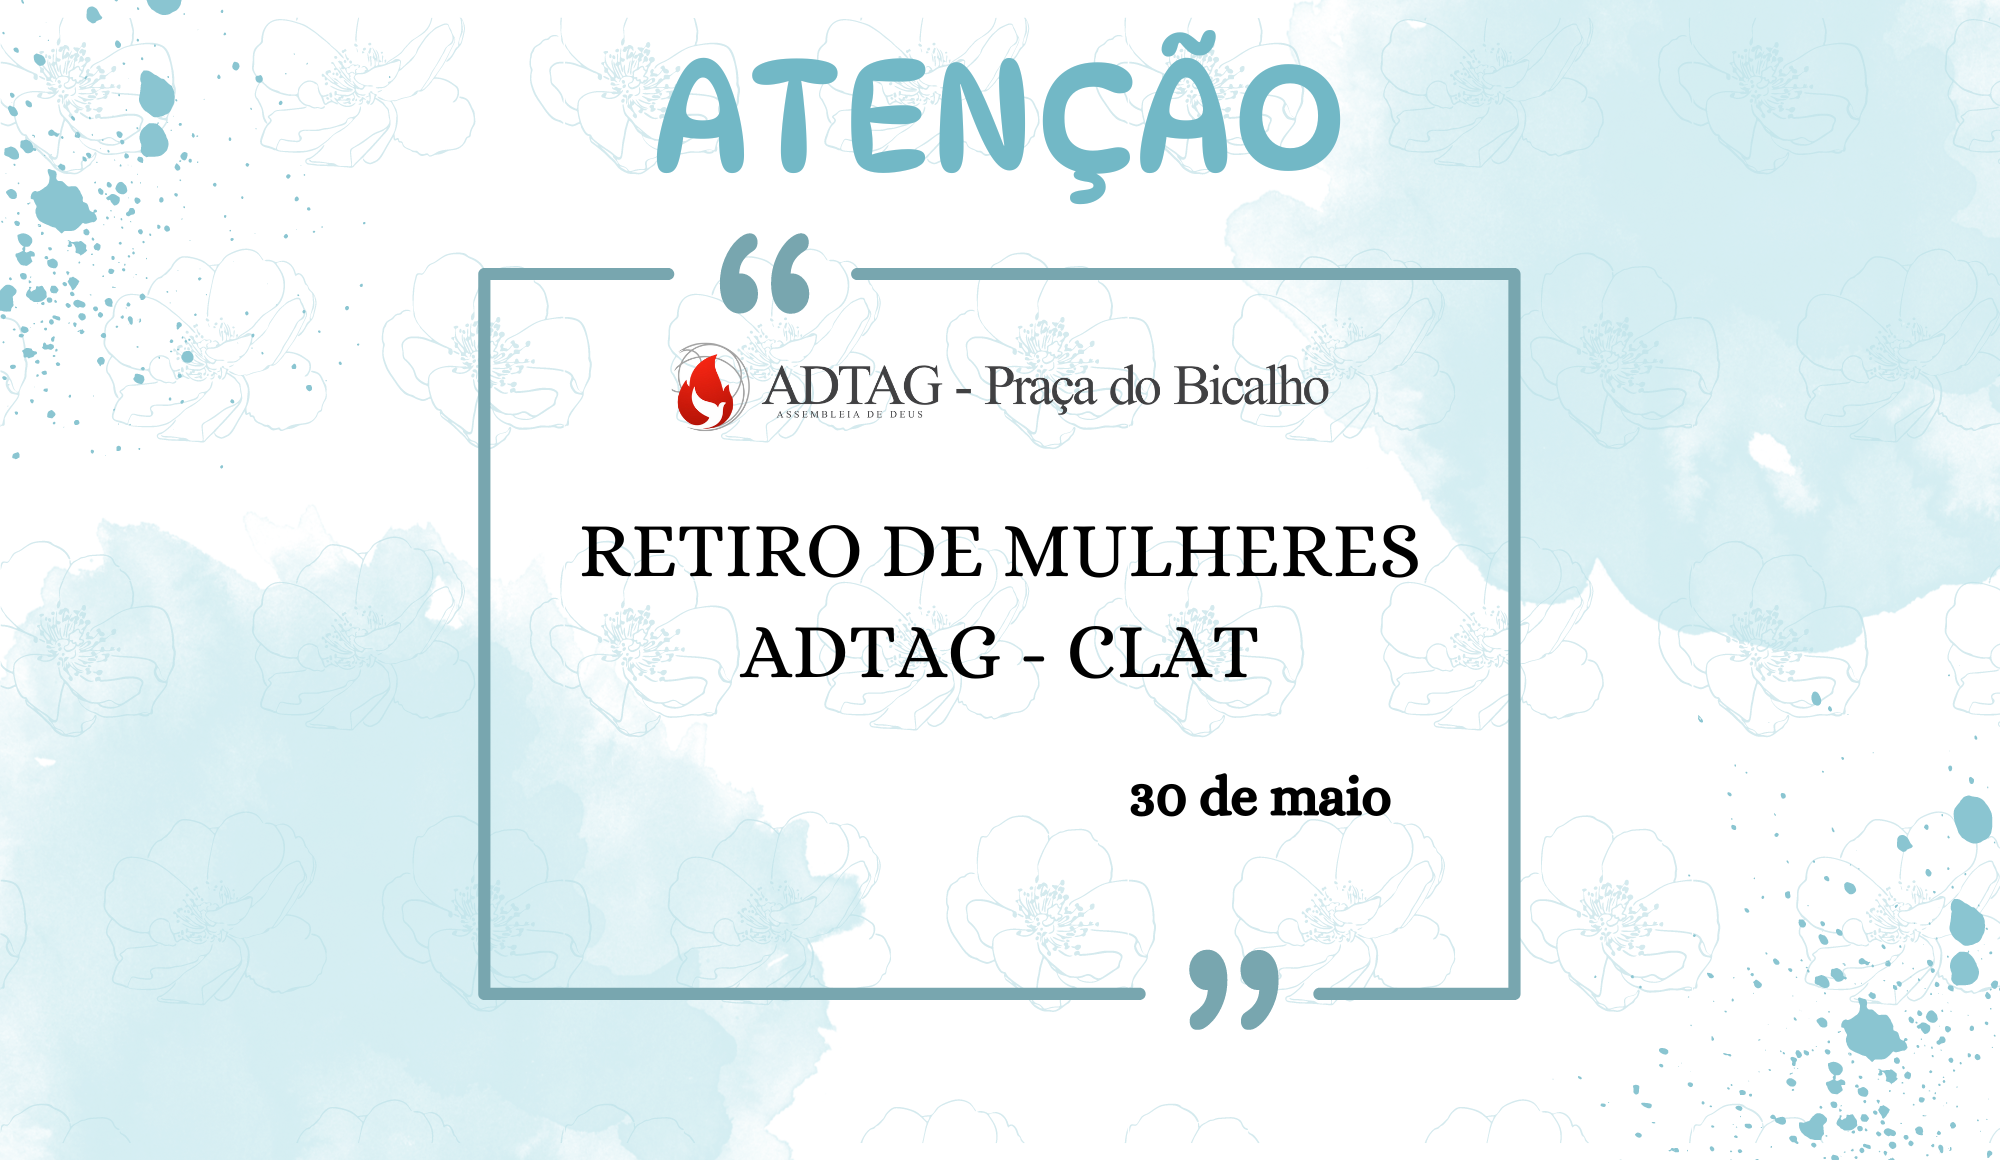 ATENÇÃO
“
ADTAG - Praça do Bicalho
ASSEMBLEIA DE DEUS
RETIRO DE MULHERES
ADTAG - CLAT
30 de maio
”